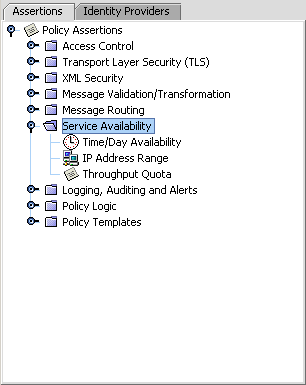 Assertions Identity Providers
Policy Assertions
Access Control
Transport Layer Security (TLS)
XML Security
Message Validation/Transformation
Message Routing
Service Availability
Time/Day Availability
IP Address Range
Throughput Quota
Logging, Auditing and Alerts
Policy Logic
Policy Templates